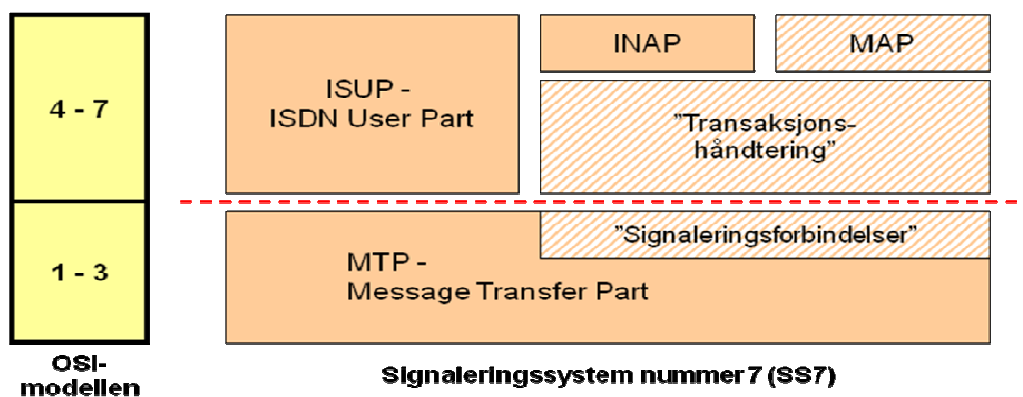 4 - 7
1 - 3
OSI-
modellen
ISUP -
ISDN User Part
INAP
MAP
”Transaksjons-
håndtering”
”Signaleringsforbindelser”
MTP -
Message Transfer Part
Signaleringssystem nummer 7 (SS7)